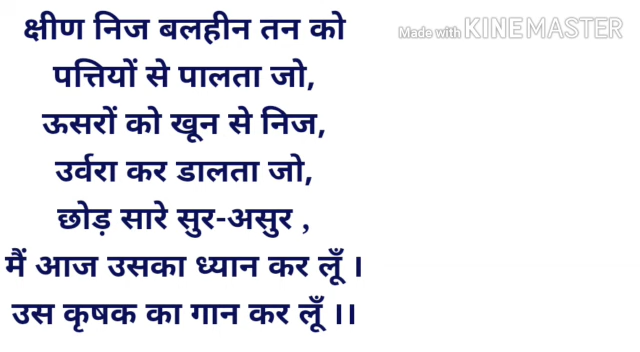 क्षीण निज बलहीन तन को
Made with KINEMASTER
पत्तियों से पालता जो,
ऊसरों को खून से निज,
उर्वरा कर डालता जो,
छोड़ सारे सुर-असुर ,
मैं आज उसका ध्यान कर लूँ ।
उस कृषक का गान कर लूँ ।।